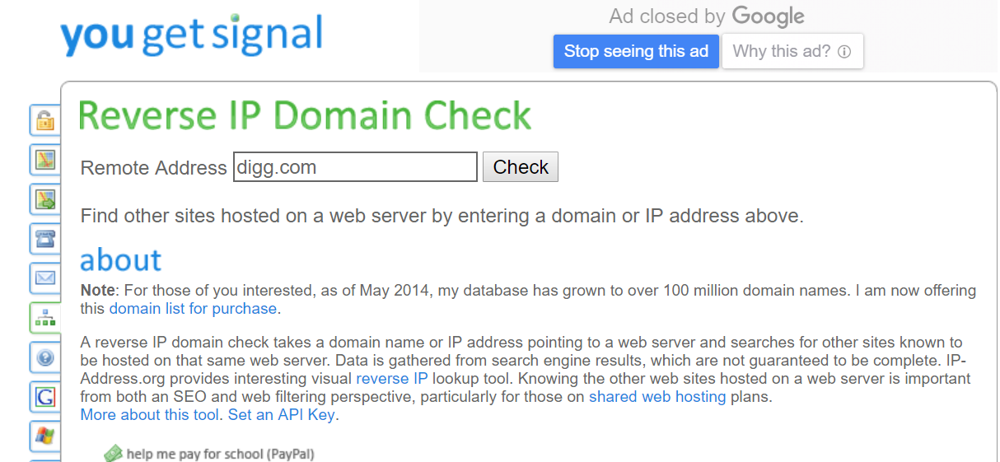 you get signal
Ad closed by Google
Stop seeing this ad
Why this ad?
Reverse IP Domain Check
Remote Address digg.com Check
Find other sites hosted on a web server by entering a domain or IP address above.
about
Note: For those of you interested, as of May 2014, my database has grown to over 100 million domain names. I am now offering
this domain list for purchase.
A reverse IP domain check takes a domain name or IP address pointing to a web server and searches for other sites known to
be hosted on that same web server. Data is gathered from search engine results, which are not guaranteed to be complete. IP-
Address.org provides interesting visual reverse IP lookup tool. Knowing the other web sites hosted on a web server is important
from both an SEO and web filtering perspective, particularly for those on shared web hosting plans.
More about this tool. Set an API Key.
G
help me pay for school (PayPal)